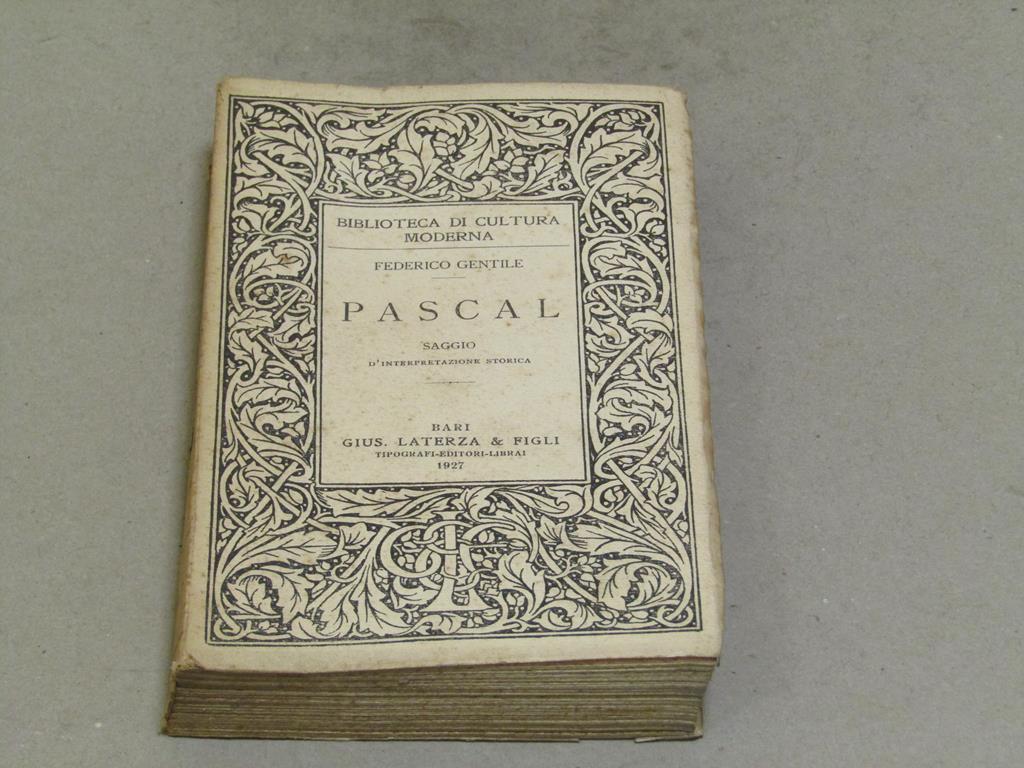 BIBLIOTECA DI CULTURA
MODERNA
FEDERICO GENTILE
PASCAL
SAGGIO
D'INTERPRETAZIONE STORICA
BARI
GIUS. LATERZA & FIGLI
TIPOGRAFI-EDITORI-LIBRAI
1927